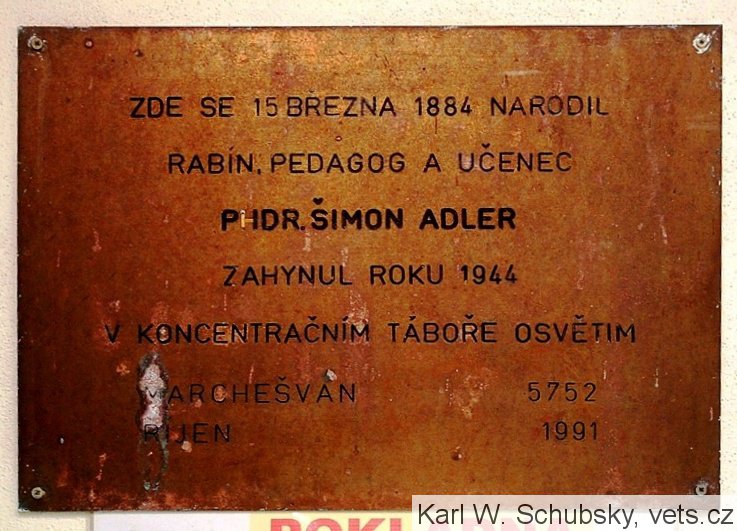 ZDE SE 15 BŘEZNA 1884 NARODIL
RABÍN, PEDAGOG A UČENEC
PHDR. ŠIMON ADLER
ZAHYNUL ROKU 1944
V KONCENTRAČNÍM TÁBOŘE OSVĚTIM
MARCHEŠVAN 5752
ŘÍJEN 1991
Karl W. Schubsky, vets.cz